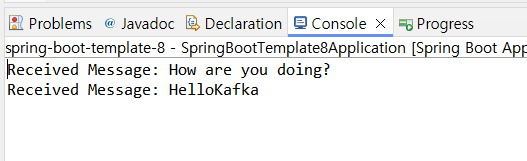 Problems @ Javadoc Declaration Console Progress
spring-boot-template-8 - SpringBootTemplate8Application [Spring Boot App
Received Message: How are you doing?
Received Message: HelloKafka